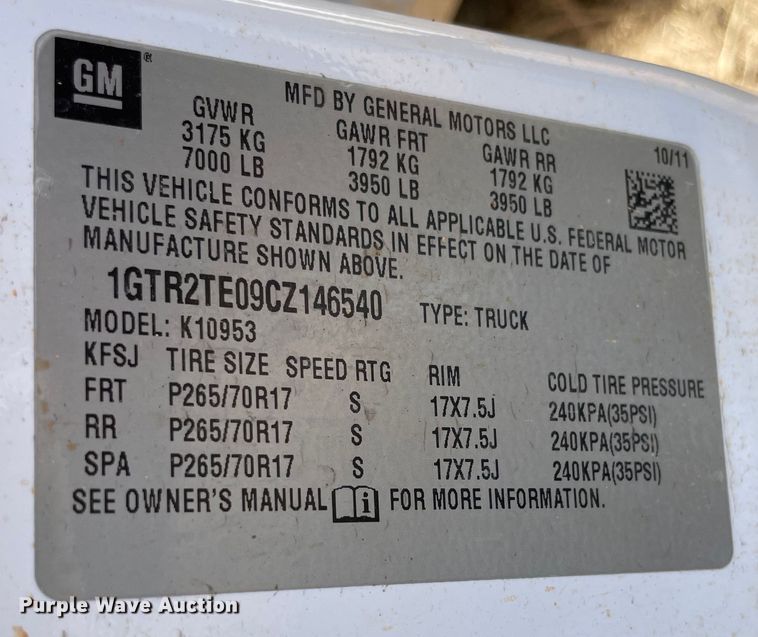 GM
MFD BY GENERAL MOTORS LLC 10/11
GVWR GAWR FRT GAWR RR
3175 KG 1792 KG 1792 KG
7000 LB 3950 LB 3950 LB
THIS VEHICLE CONFORMS TO ALL APPLICABLE U.S. FEDERAL MOTOR
VEHICLE SAFETY STANDARDS IN EFFECT ON THE DATE OF
MANUFACTURE SHOWN ABOVE.
1GTR2TE09CZ146540 TYPE: TRUCK
MODEL: K10953
KFSJ TIRE SIZE SPEED RTG RIM COLD TIRE PRESSURE
FRT P265/70R17 S 17X7.5J 240KPA(35PSI)
RR P265/70R17 S 17X7.5J 240KPA(35PSI)
SPA P265/70R17 S 17X7.5J 240KPA(35PSI)
SEE OWNER'S MANUAL i FOR MORE INFORMATION.
Purple Wave Auction